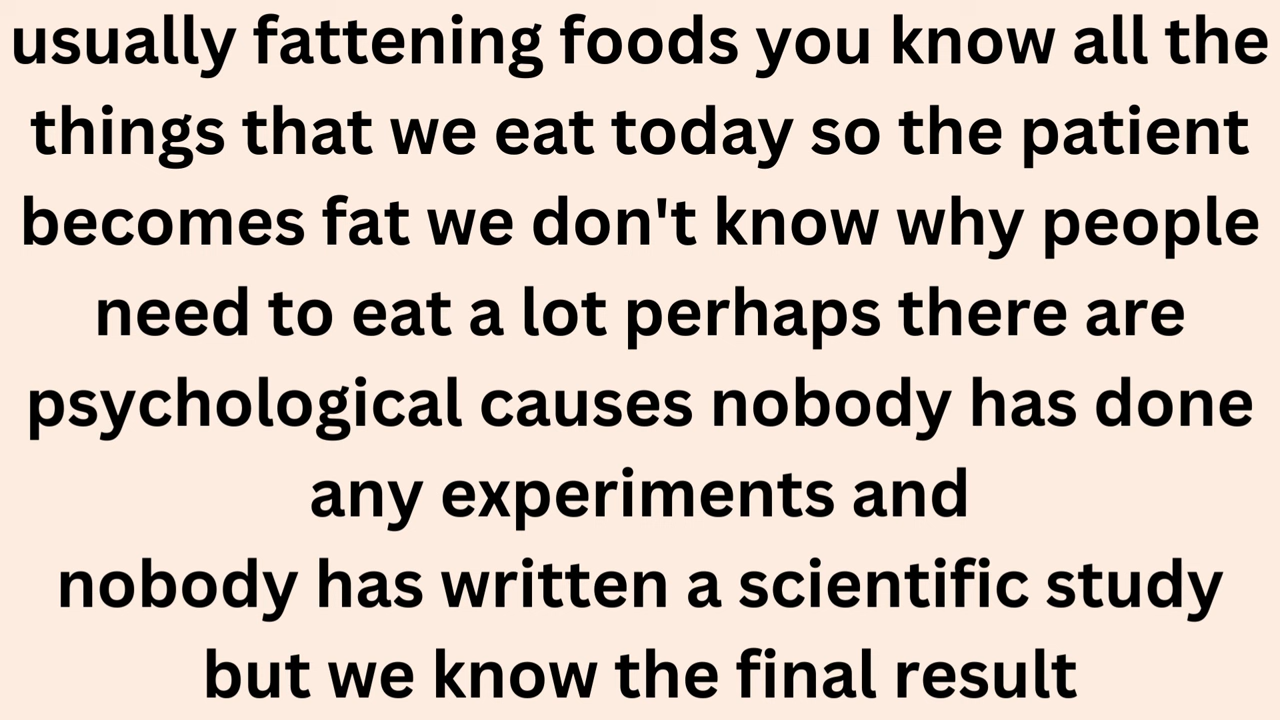 usually fattening foods you know all the
things that we eat today so the patient
becomes fat we don't know why people
need to eat a lot perhaps there are
psychological causes nobody has done
any experiments and
nobody has written a scientific study
but we know the final result